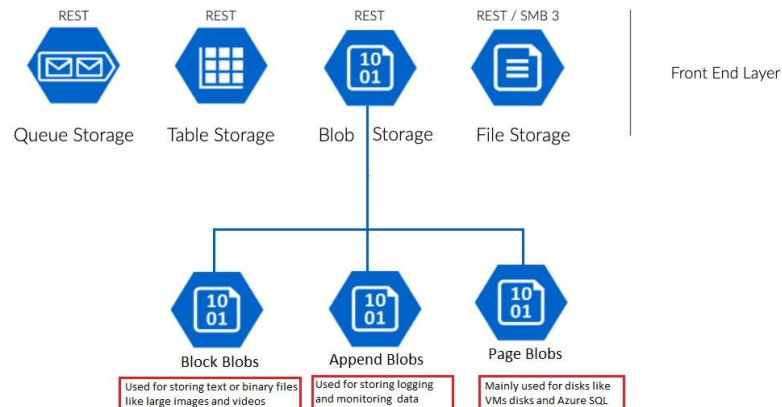 REST
REST
REST
REST / SMB 3
10
01
Front End Layer
Queue Storage
Table Storage
Blob Storage
File Storage
10
01
10
01
10
01
Block Blobs
Append Blobs
Page Blobs
Used for storing text or binary files
like large images and videos
Used for storing logging
and monitoring data
Mainly used for disks like
VMs disks and Azure SQL